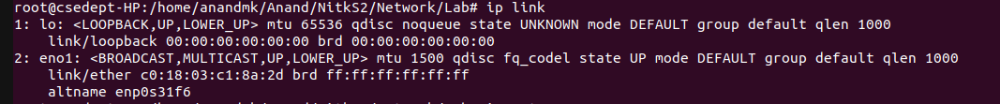 root@csedept-HP:/home/anandmk/Anand/NitkS2/Network/Lab# ip link
1: lo: <LOOPBACK,UP,LOWER_UP> mtu 65536 qdisc noqueue state UNKNOWN mode DEFAULT group default qlen 1000
    link/loopback 00:00:00:00:00:00 brd 00:00:00:00:00:00
2: eno1: <BROADCAST,MULTICAST,UP,LOWER_UP> mtu 1500 qdisc fq_codel state UP mode DEFAULT group default qlen 1000
    link/ether c0:18:03:c1:8a:2d brd ff:ff:ff:ff:ff:ff
    altname enp0s31f6